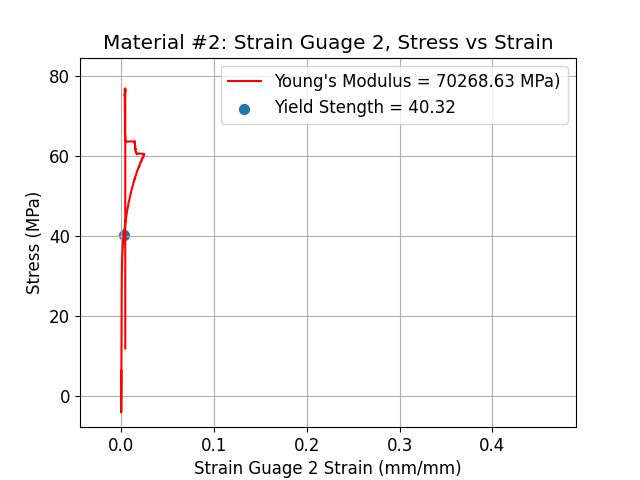 Material #2: Strain Guage 2, Stress vs Strain
Young's Modulus = 70268.63 MPa)
Yield Stength = 40.32
80
60
40
20
0
Stress (MPa)
0.0 0.1 0.2 0.3 0.4
Strain Guage 2 Strain (mm/mm)